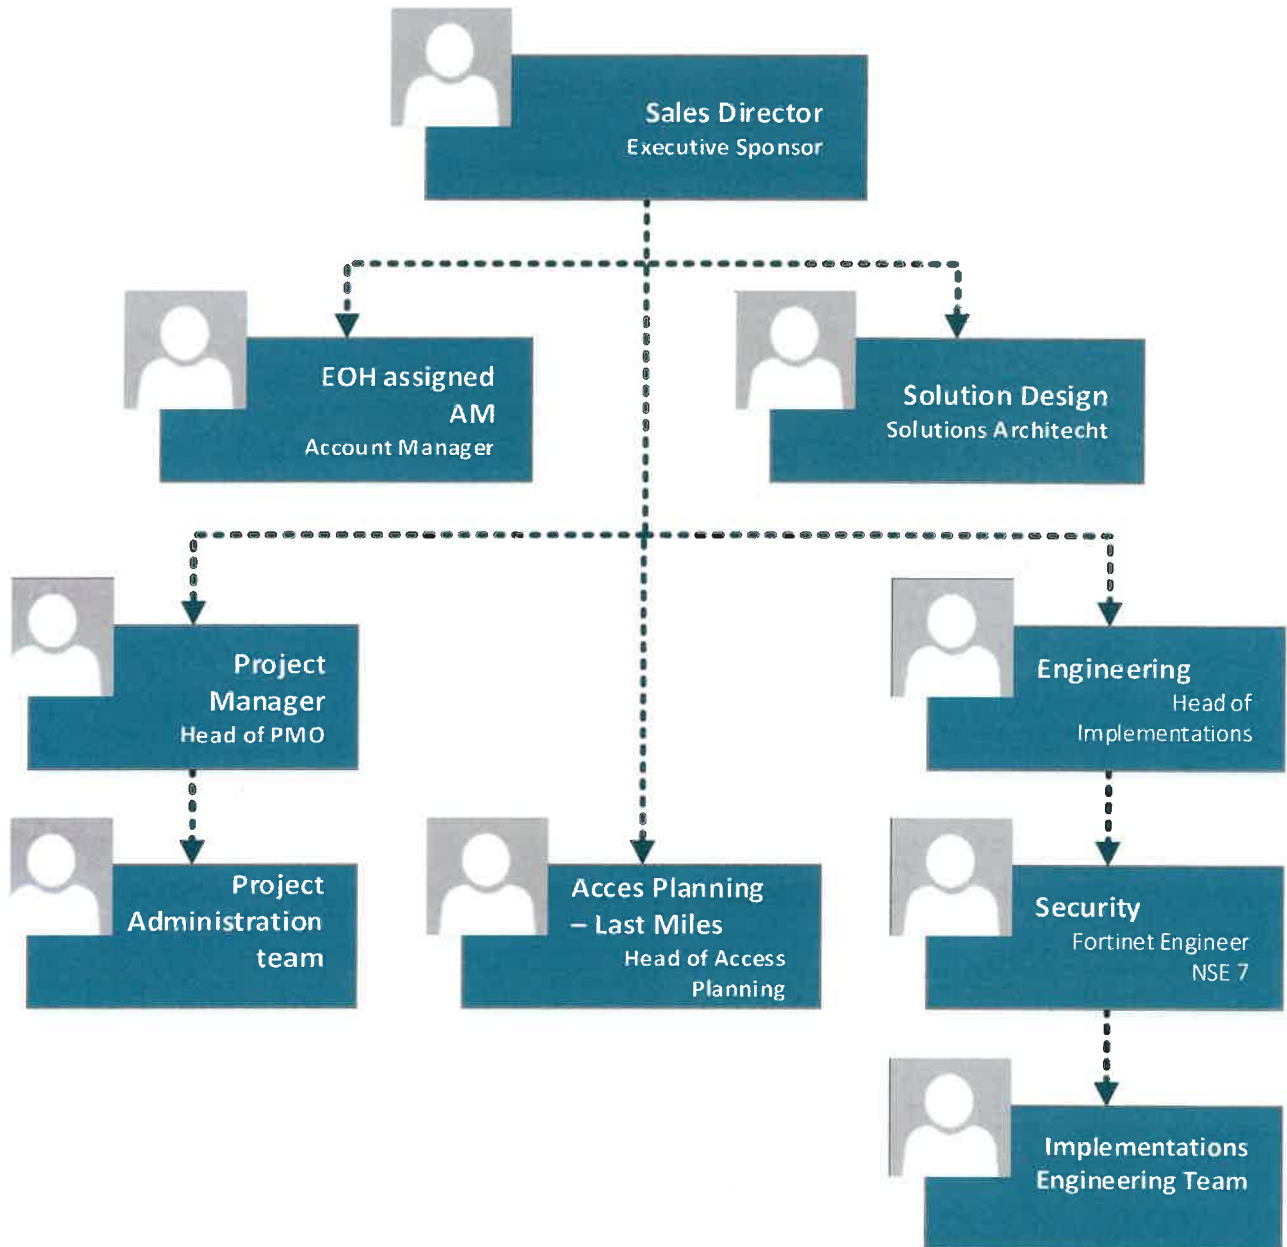 Sales Director
Executive Sponsor
EOH assigned
AM
Account Manager
Solution Design
Solutions Architecht
Project
Manager
Head of PMO
Engineering
Head of
Implementations
Project
Administration
team
Acces Planning
– Last Miles
Head of Access
Planning
Security
Fortinet Engineer
NSE 7
Implementations
Engineering Team